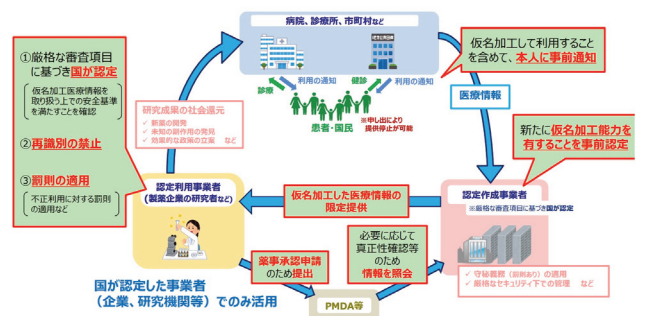 病院、診療所、市町村など
利用の通知
利用の通知
診療
健診
患者・国民
※申し出により
提供停止が可能
①厳格な審査項目
に基づき国が認定
仮名加工医療情報を
取り扱う上での安全基準
を満たすことを確認
②再識別の禁止
③罰則の適用
不正利用に対する罰則
の適用など
研究成果の社会還元
✓ 新薬の開発
✓ 未知の副作用の発見
✓ 効果的な政策の立案 など
仮名加工して利用すること
を含めて、本人に事前通知
医療情報
新たに仮名加工能力を
有することを事前認定
認定利用事業者
(製薬企業の研究者など)
仮名加工した医療情報の
限定提供
認定作成事業者
※厳格な審査項目に基づき国が認定
✓ 守秘義務(罰則あり)の適用
✓ 厳格なセキュリティ下での管理 など
薬事承認申請
のため提出
必要に応じて
真正性確認等
のため
情報を照会
PMDA等
国が認定した事業者
(企業、研究機関等)でのみ活用